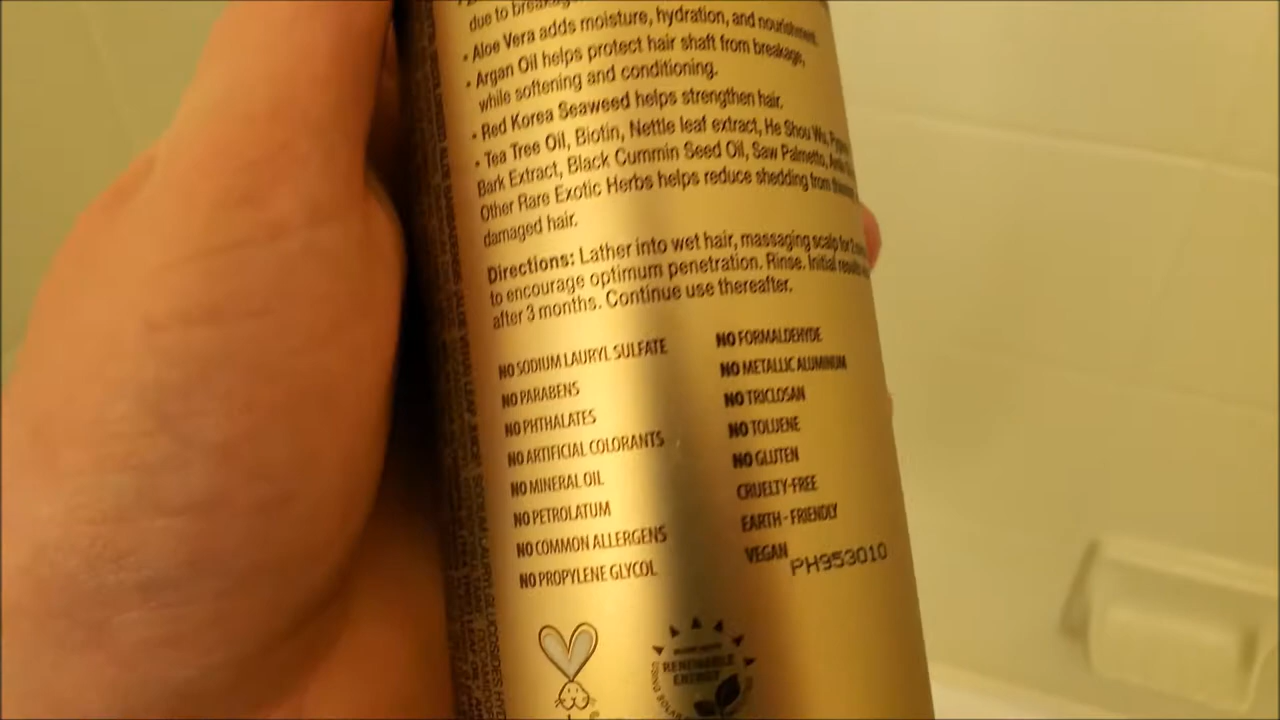 due to breakage
• Aloe Vera adds moisture, hydration, and nourishment.
• Argan Oil helps protect hair shaft from breakage,
while softening and conditioning.
• Red Korea Seaweed helps strengthen hair.
• Tea Tree Oil, Biotin, Nettle leaf extract, He Shou Wu,
Bark Extract, Black Cummin Seed Oil, Saw Palmetto,
Other Rare Exotic Herbs helps reduce shedding from
damaged hair.
Directions: Lather into wet hair, massaging scalp for
to encourage optimum penetration. Rinse. Initial results
after 3 months. Continue use thereafter.
NO SODIUM LAURYL SULFATE
NO PARABENS
NO PHTHALATES
NO ARTIFICIAL COLORANTS
NO MINERAL OIL
NO PETROLATUM
NO COMMON ALLERGENS
NO PROPYLENE GLYCOL
NO FORMALDEHYDE
NO METALLIC ALUMINUM
NO TRICLOSAN
NO TOLUENE
NO GLUTEN
CRUELTY-FREE
EARTH - FRIENDLY
VEGAN
PH953010
RENEWABLE
ENERGY